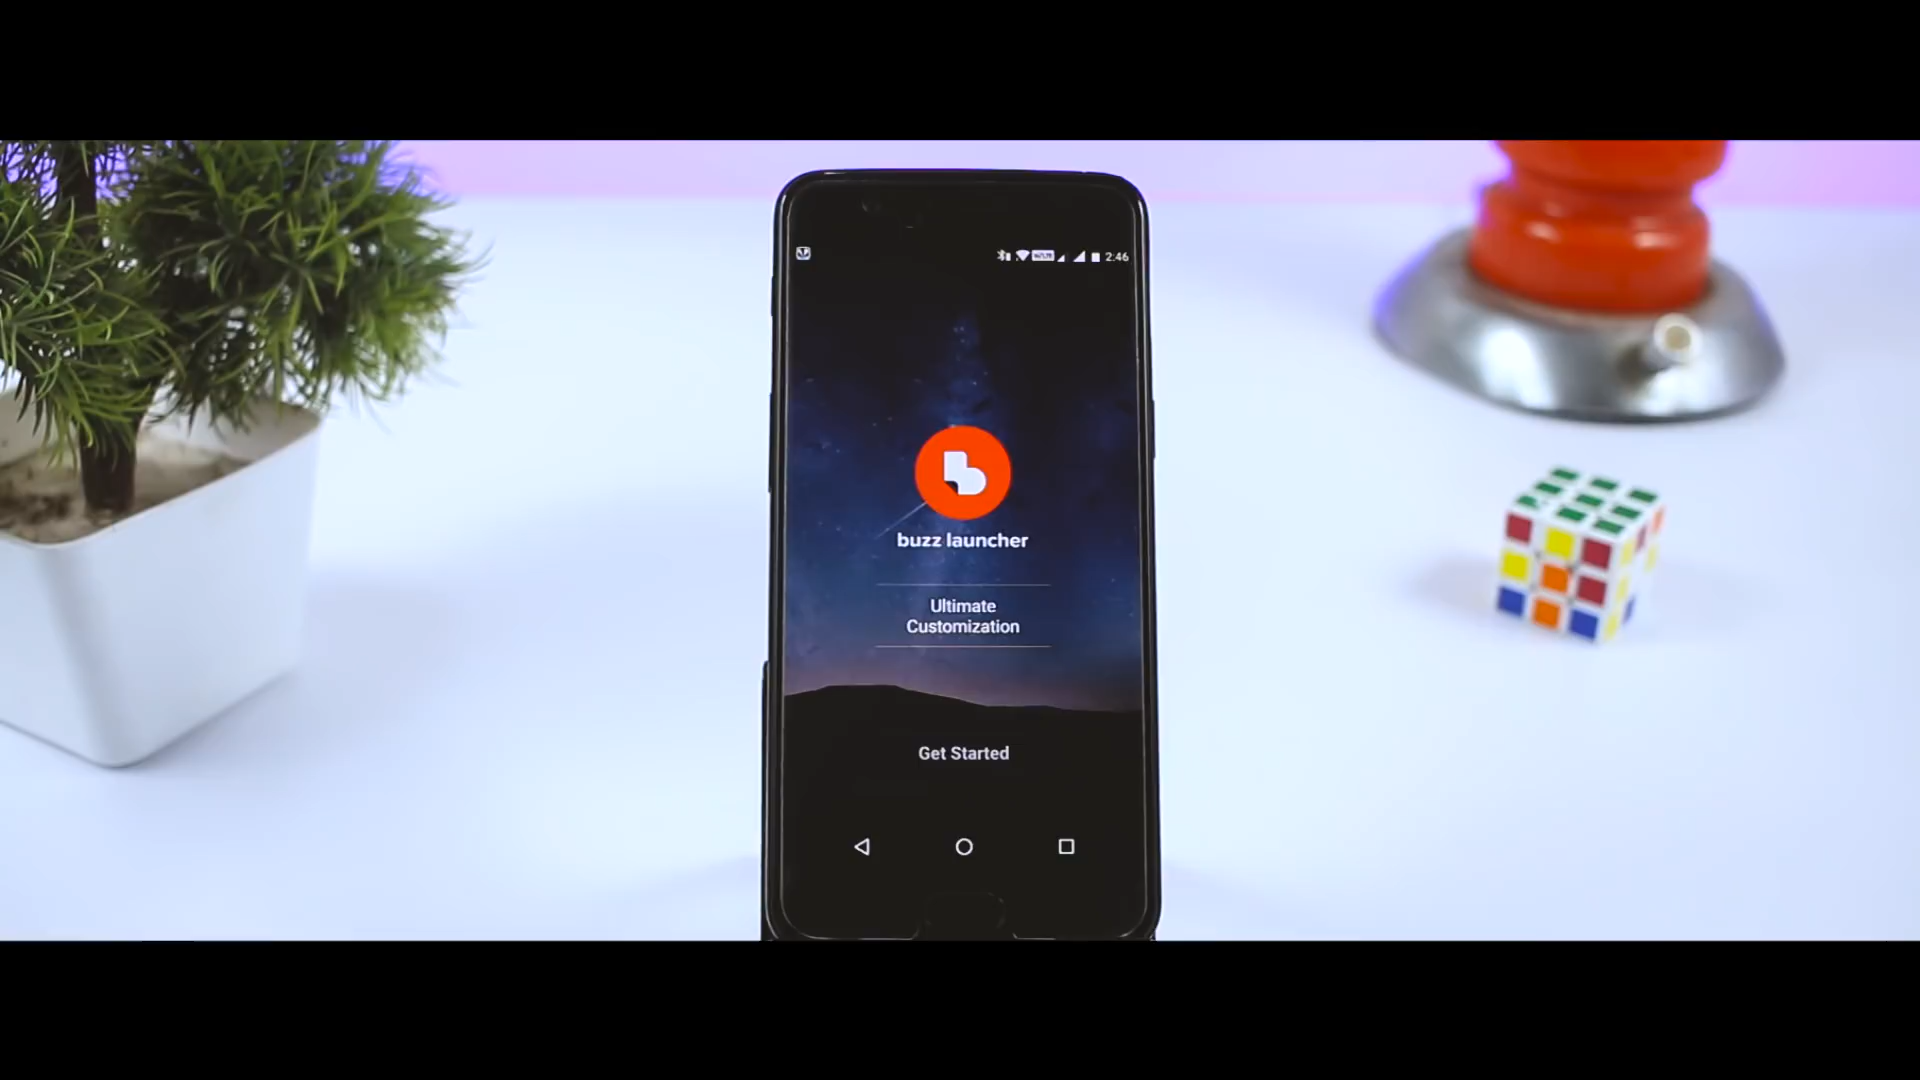 2:46
buzz launcher
Ultimate
Customization
Get Started